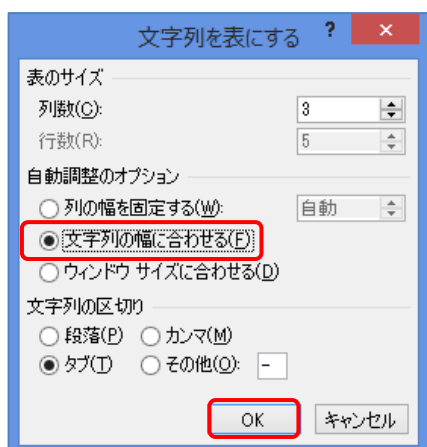 文字列を表にする ? ×
表のサイズ
列数(C): 3
行数(R): 5
自動調整のオプション
列の幅を固定する(W): 自動
文字列の幅に合わせる(F)
ウィンドウ サイズに合わせる(D)
文字列の区切り
段落(P) カンマ(M)
タブ(T) その他(O): -
OK キャンセル